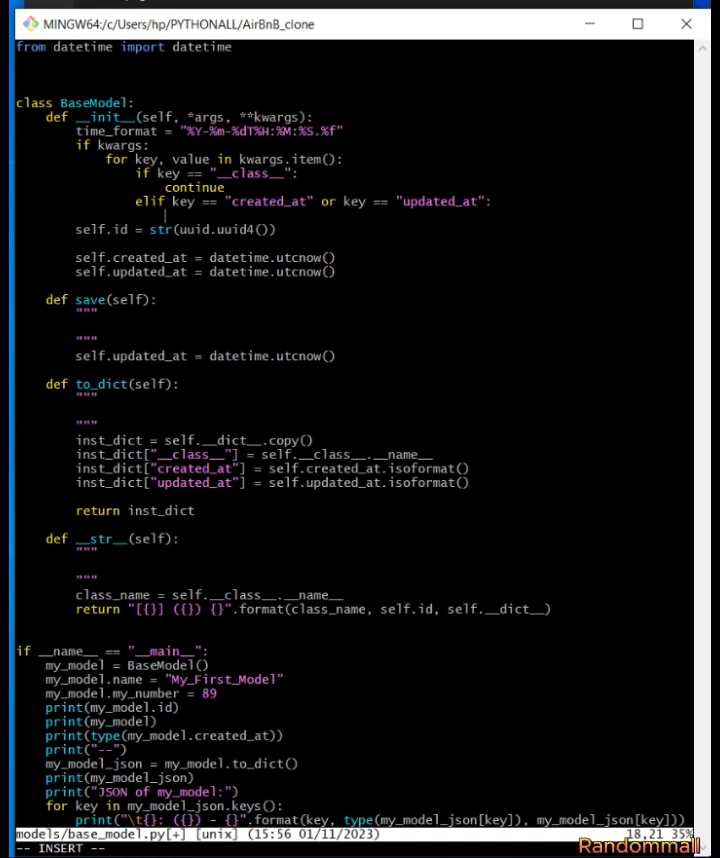 MINGW64:/c/Users/hp/PYTHONALL/AirBnB_clone
from datetime import datetime
class BaseModel:
    def __init__(self, *args, **kwargs):
        time_format = "%Y-%m-%dT%H:%M:%S.%f"
        if kwargs:
            for key, value in kwargs.item():
                if key == "__class__":
                    continue
                elif key == "created_at" or key == "updated_at":
        self.id = str(uuid.uuid4())
        self.created_at = datetime.utcnow()
        self.updated_at = datetime.utcnow()
    def save(self):
        """
        """
        self.updated_at = datetime.utcnow()
    def to_dict(self):
        """
        """
        inst_dict = self.__dict__.copy()
        inst_dict["__class__"] = self.__class__.__name__
        inst_dict["created_at"] = self.created_at.isoformat()
        inst_dict["updated_at"] = self.updated_at.isoformat()
        return inst_dict
    def __str__(self):
        """
        """
        class_name = self.__class__.__name__
        return "[{}] ({}) {}".format(class_name, self.id, self.__dict__)
if __name__ == "__main__":
    my_model = BaseModel()
    my_model.name = "My_First_Model"
    my_model.my_number = 89
    print(my_model.id)
    print(my_model)
    print(type(my_model.created_at))
    print("--")
    my_model_json = my_model.to_dict()
    print(my_model_json)
    print("JSON of my_model:")
    for key in my_model_json.keys():
        print("\t{}: ({}) - {}".format(key, type(my_model_json[key]), my_model_json[key]))
models/base_model.py[+] [unix] (15:56 01/11/2023) 18,21 35%
-- INSERT --
Randommall